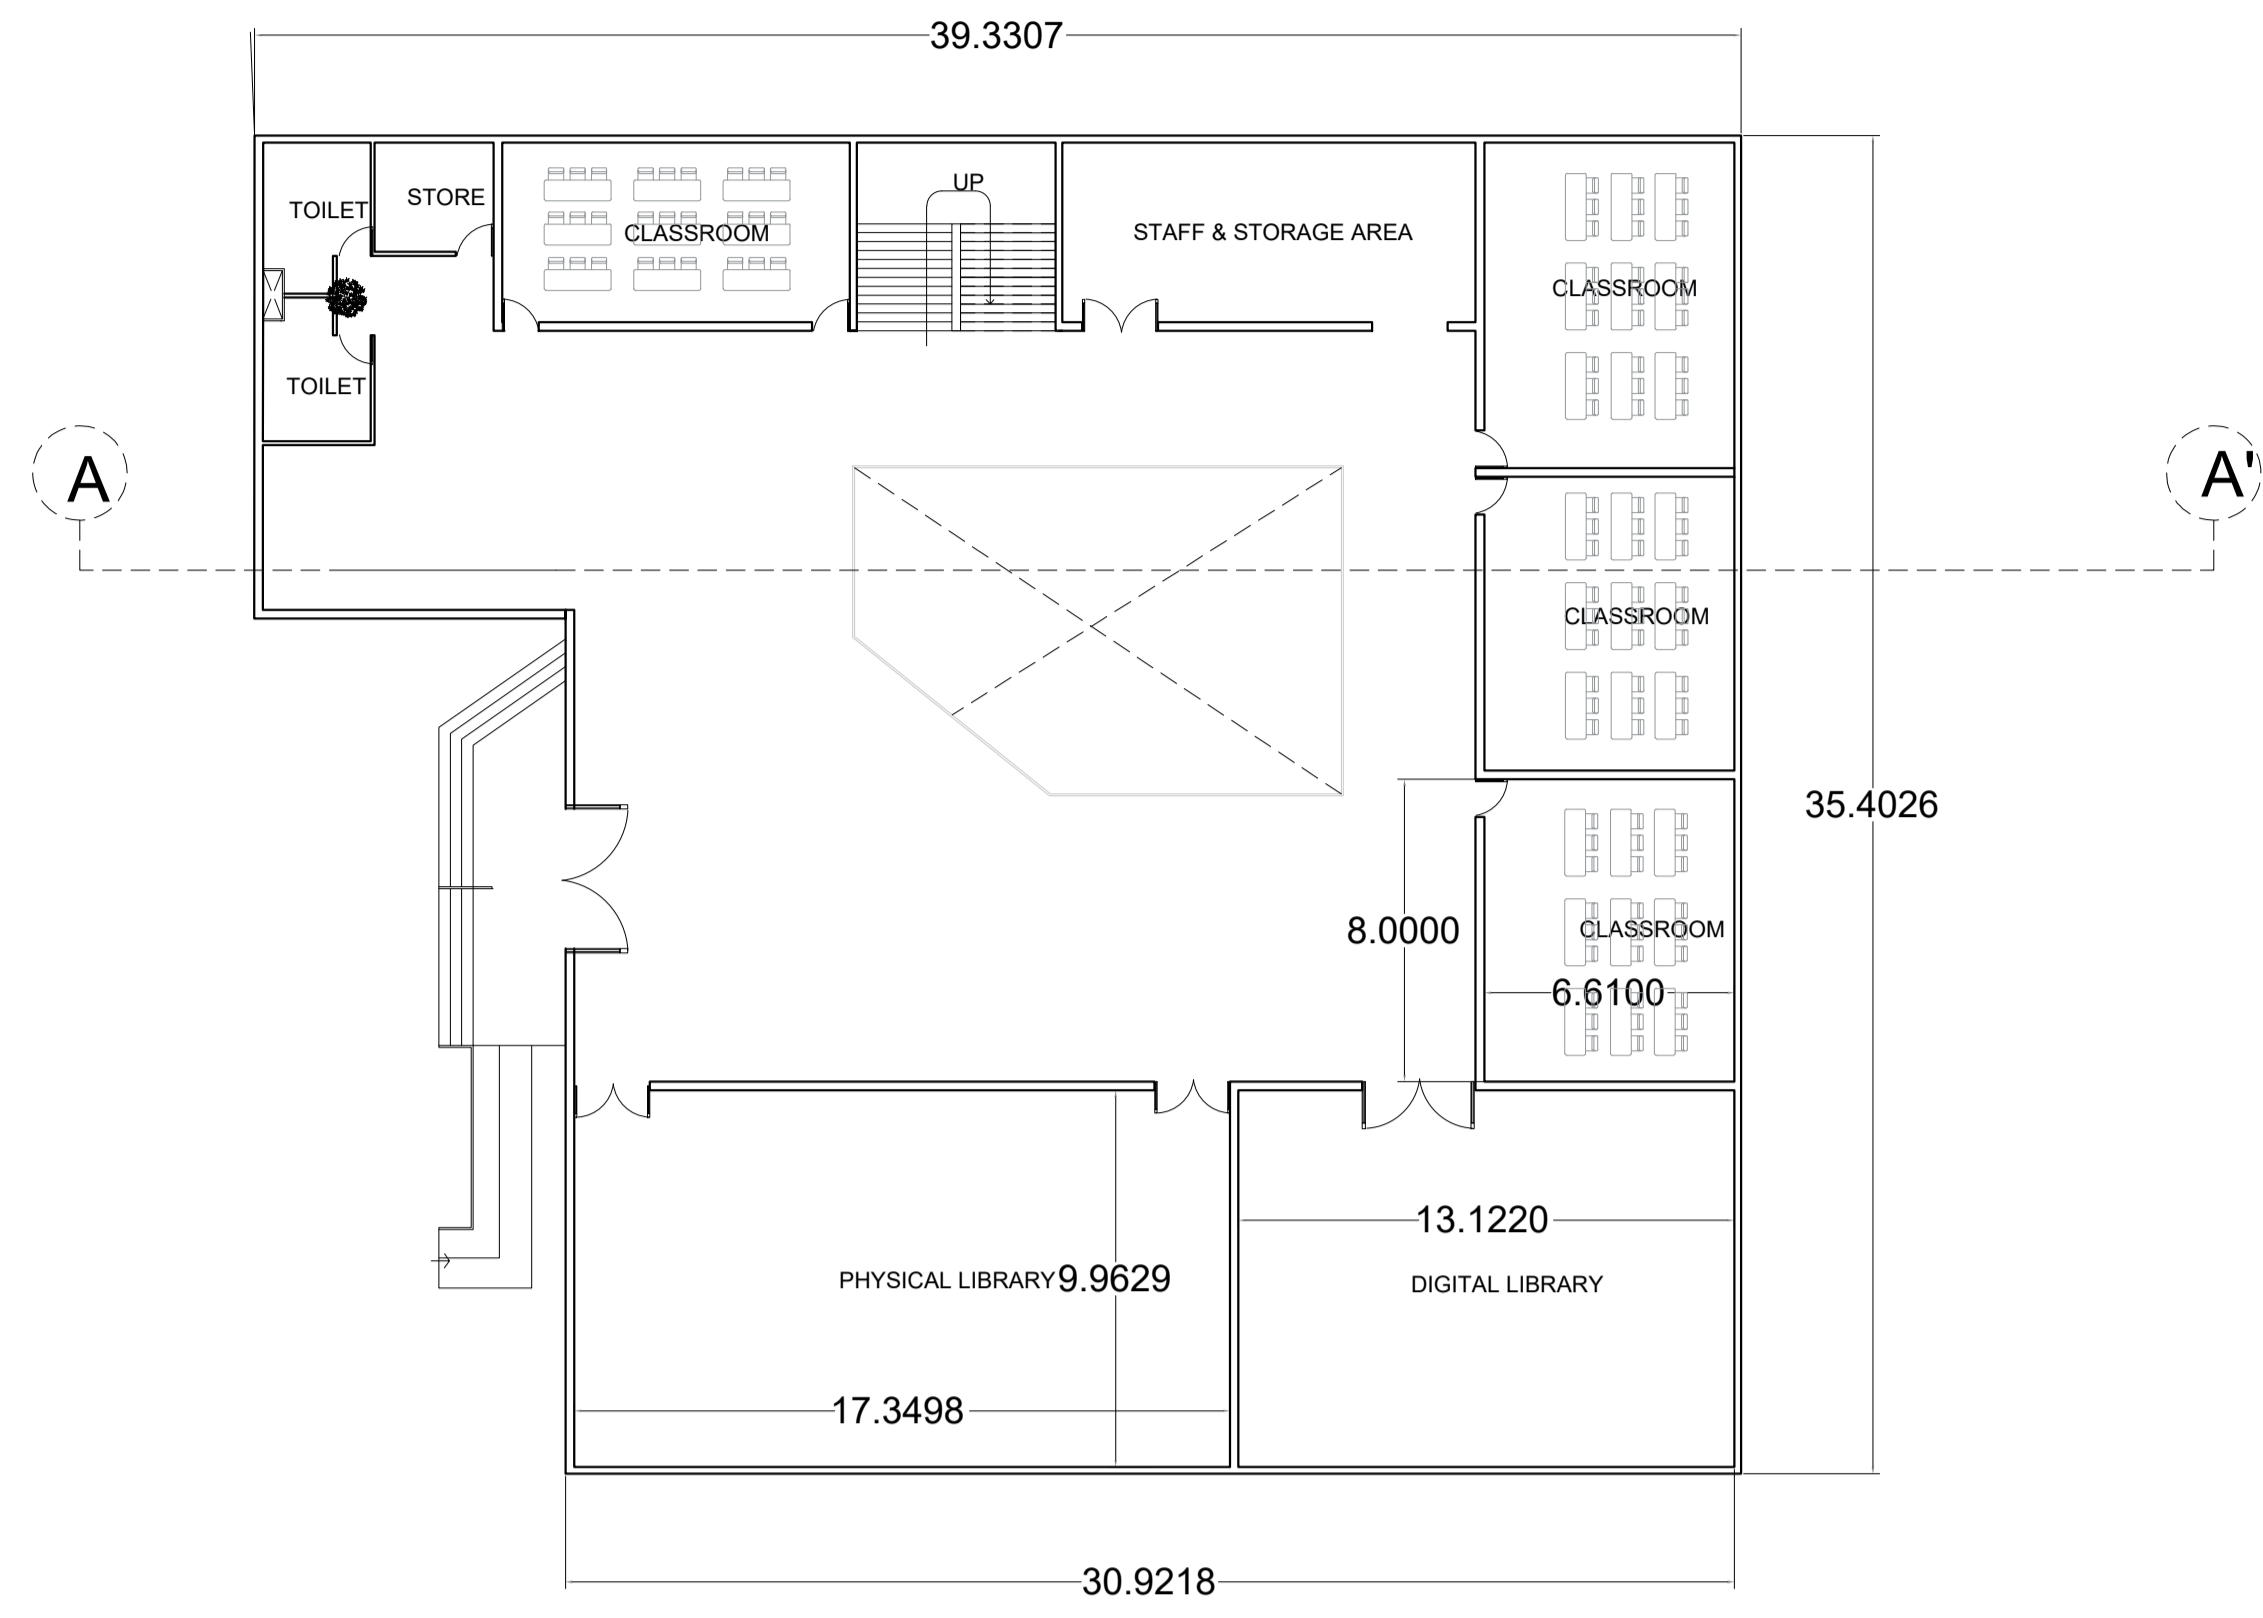 39.3307
UP
STORE
TOILET
CLASSROOM
STAFF & STORAGE AREA
CLASSROOM
TOILET
A
A'
CLASSROOM
35.4026
8.0000
CLASSROOM
6.6100
13.1220
PHYSICAL LIBRARY
9.9629
DIGITAL LIBRARY
17.3498
30.9218